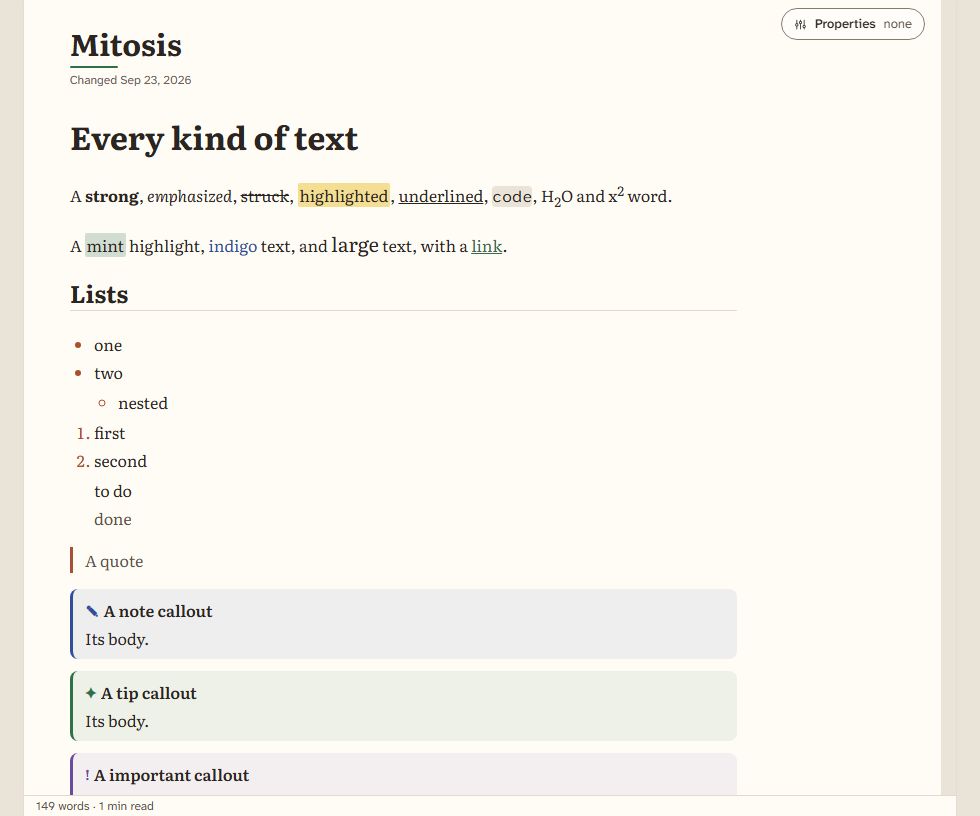 Properties none
Mitosis
Changed Sep 23, 2026
Every kind of text
A strong, emphasized, struck, highlighted, underlined, code, H2O and x2 word.
A mint highlight, indigo text, and large text, with a link.
Lists
one
two
nested
1. first
2. second
to do
done
A quote
A note callout
Its body.
A tip callout
Its body.
! A important callout
149 words · 1 min read